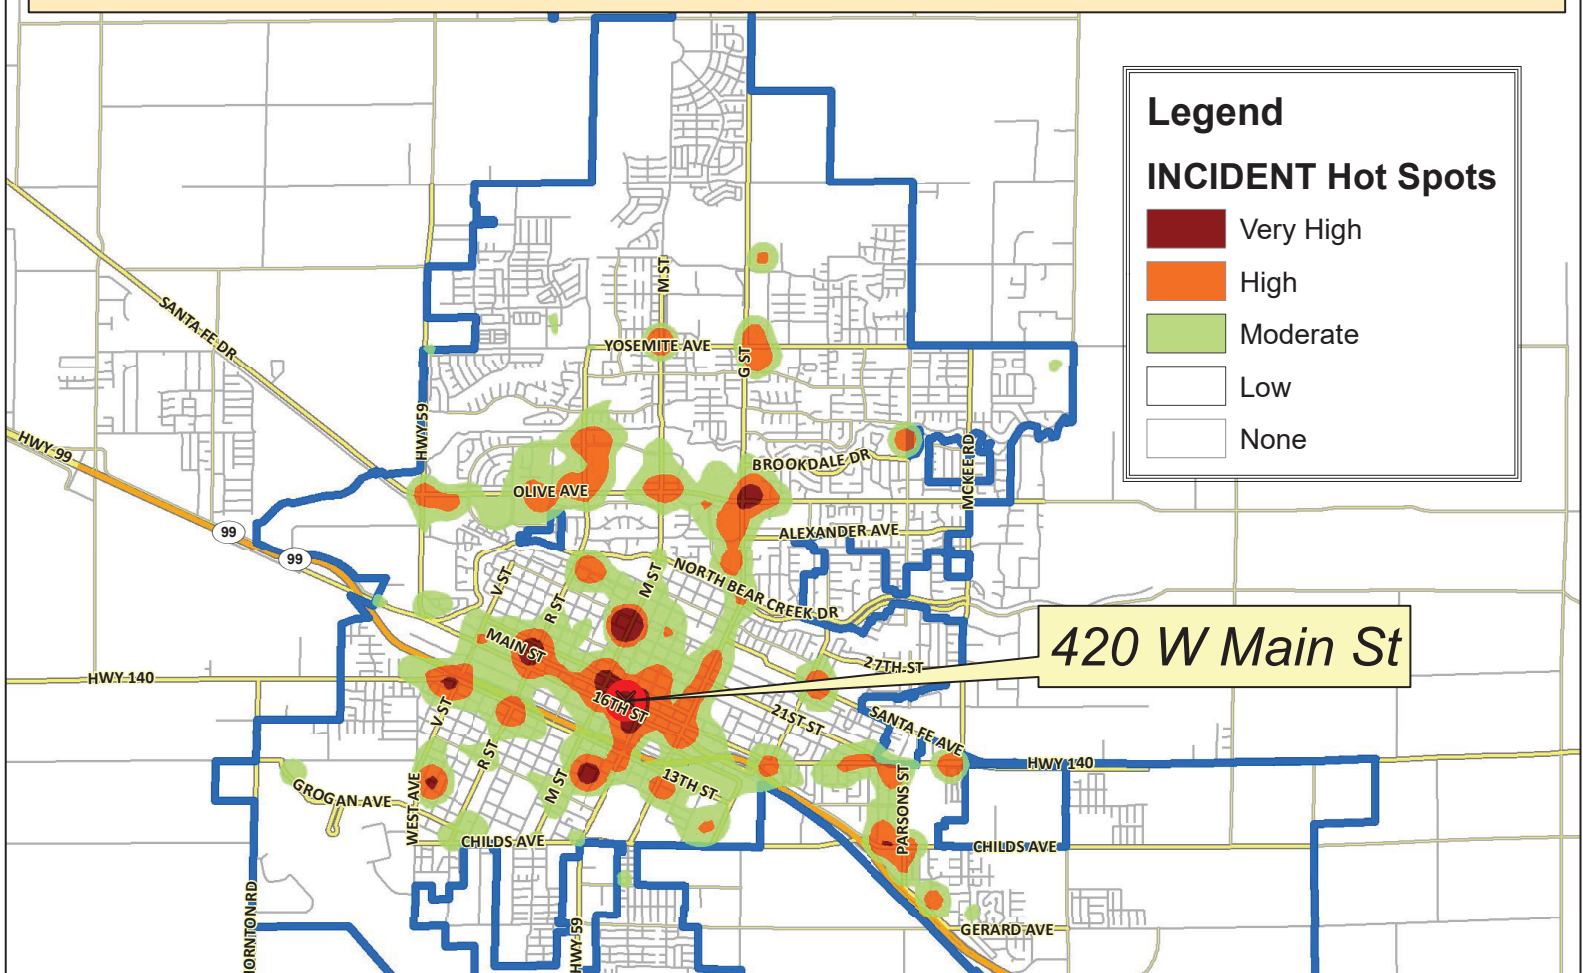 Legend
INCIDENT Hot Spots
Very High
High
Moderate
Low
None
M ST
SANTA FE DR
YOSEMITE AVE
G ST
HWY 59
HWY 99
BROOKDALE DR
MCKEE RD
OLIVE AVE
99
ALEXANDER AVE
99
V ST
M ST
NORTH BEAR CREEK DR
R ST
MAIN ST
420 W Main St
27TH ST
HWY 140
16TH ST
V ST
21ST ST
SANTA FE AVE
R ST
HWY 140
M ST
13TH ST
PARSONS ST
GROGAN AVE
WEST AVE
CHILDS AVE
CHILDS AVE
HWY 59
GERARD AVE